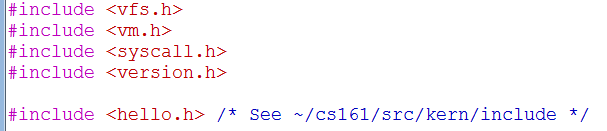 #include <vfs.h>
#include <vm.h>
#include <syscall.h>
#include <version.h>
#include <hello.h> /* See ~/cs161/src/kern/include */